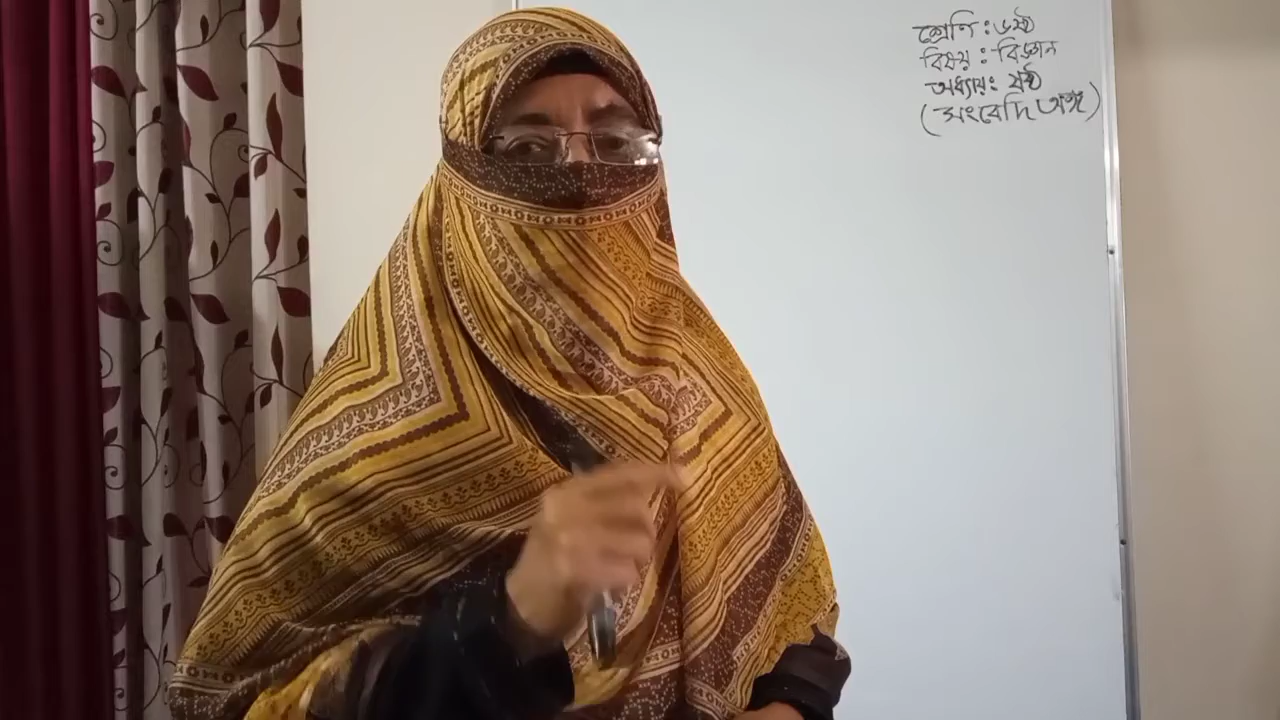 শ্রেণি : ৬ষ্ঠ
বিষয় : বিজ্ঞান
অধ্যায়ঃ ষষ্ঠ
(সংবেদি অঙ্গ)